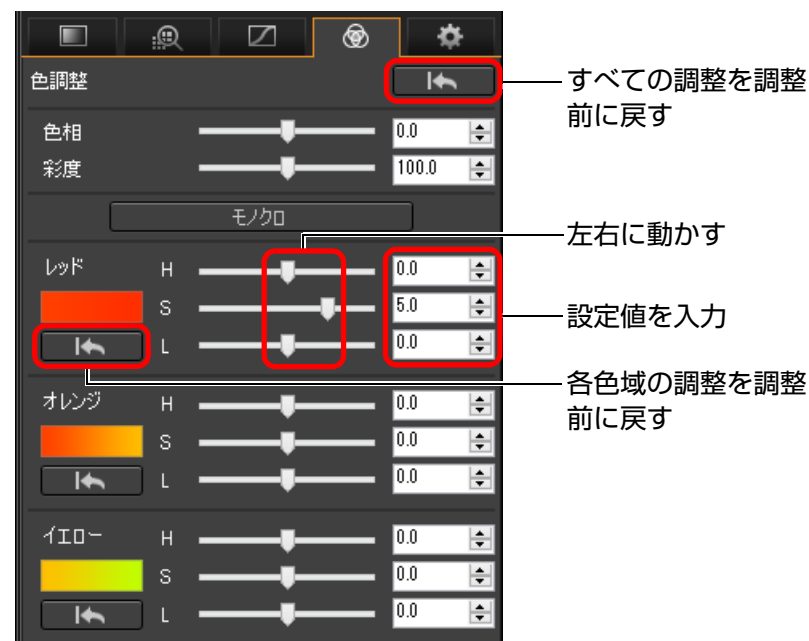 色調整
すべての調整を調整
前に戻す
色相 0.0
彩度 100.0
モノクロ
左右に動かす
レッド H 0.0
S 5.0
設定値を入力
L 0.0
各色域の調整を調整
前に戻す
オレンジ H 0.0
S 0.0
L 0.0
イエロー H 0.0
S 0.0
L 0.0